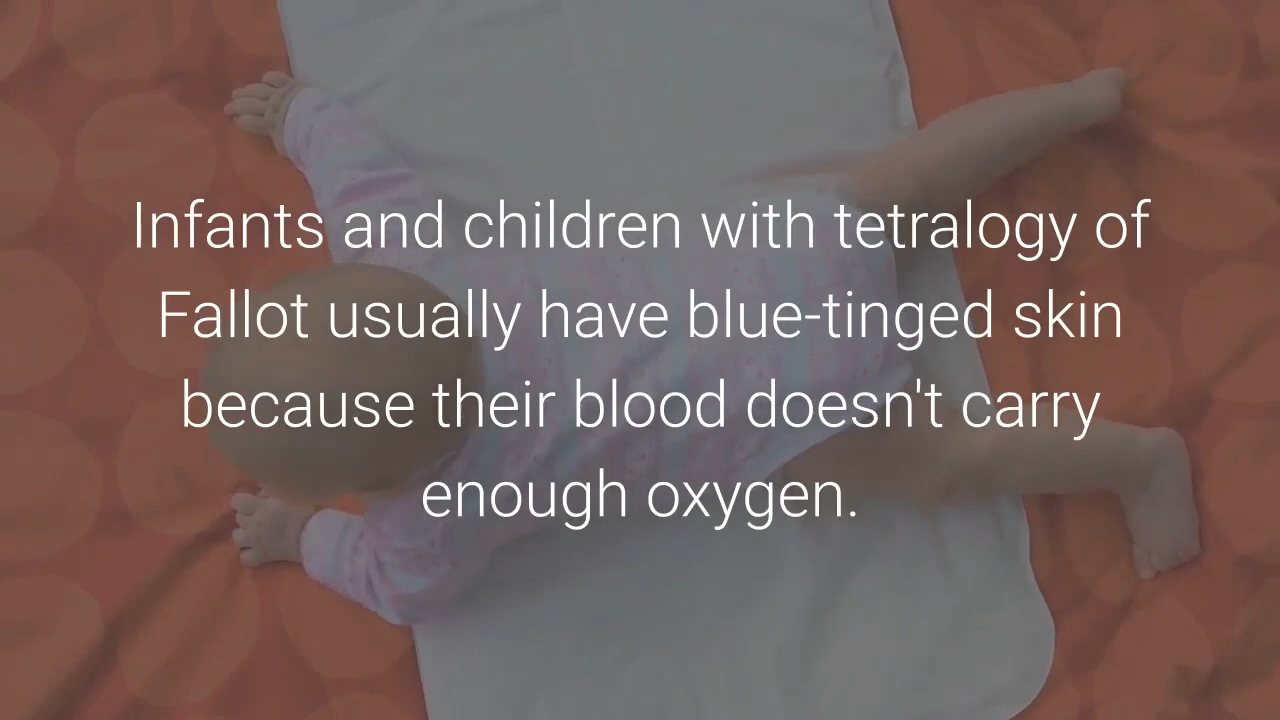 Infants and children with tetralogy of
Fallot usually have blue-tinged skin
because their blood doesn't carry
enough oxygen.